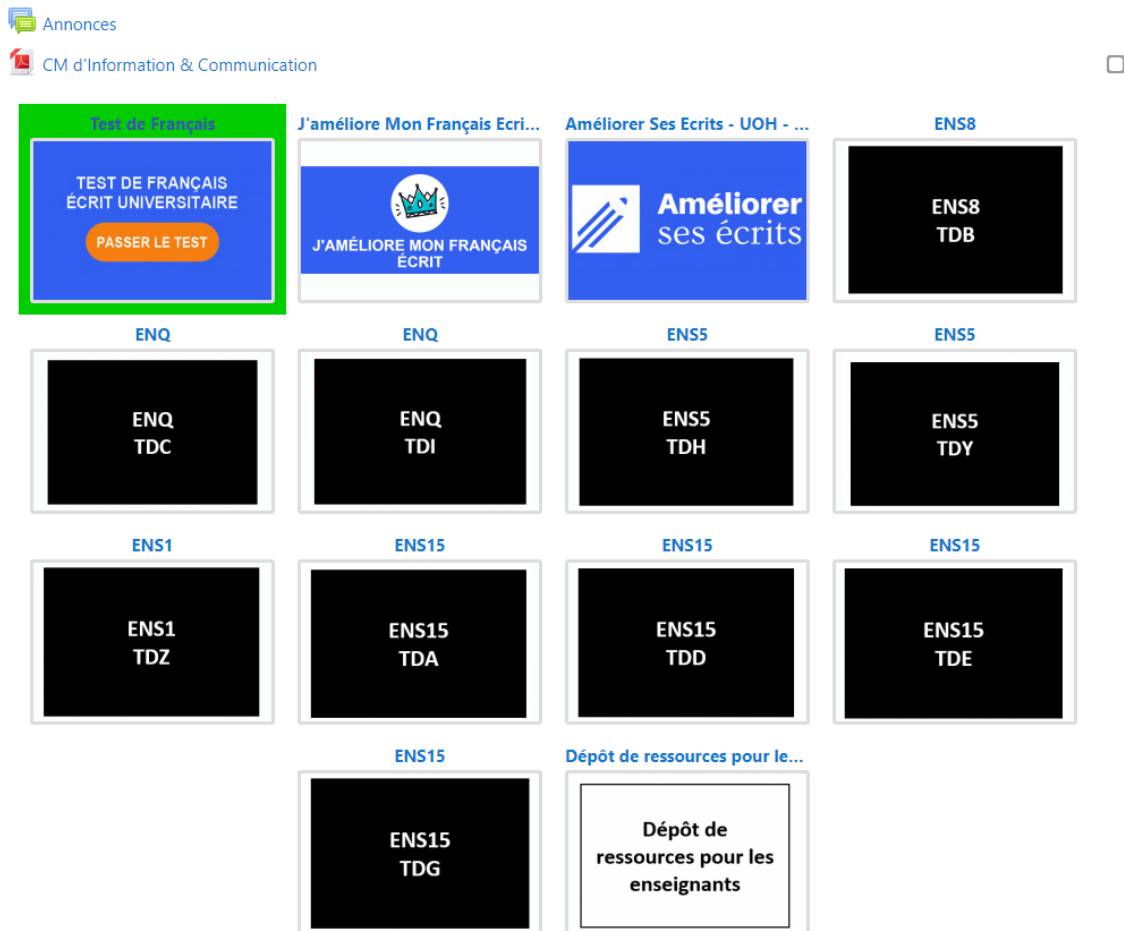 Annonces
CM d'Information & Communication
Test de Français
TEST DE FRANÇAIS
ÉCRIT UNIVERSITAIRE
PASSER LE TEST
J'améliore Mon Français Ecri...
J'AMÉLIORE MON FRANÇAIS
ÉCRIT
Améliorer Ses Ecrits - UOH - ...
Améliorer
ses écrits
ENS8
ENS8
TDB
ENQ
ENQ
TDC
ENQ
ENQ
TDI
ENS5
ENS5
TDH
ENS5
ENS5
TDY
ENS1
ENS1
TDZ
ENS15
ENS15
TDA
ENS15
ENS15
TDD
ENS15
ENS15
TDE
ENS15
ENS15
TDG
Dépôt de ressources pour le...
Dépôt de
ressources pour les
enseignants